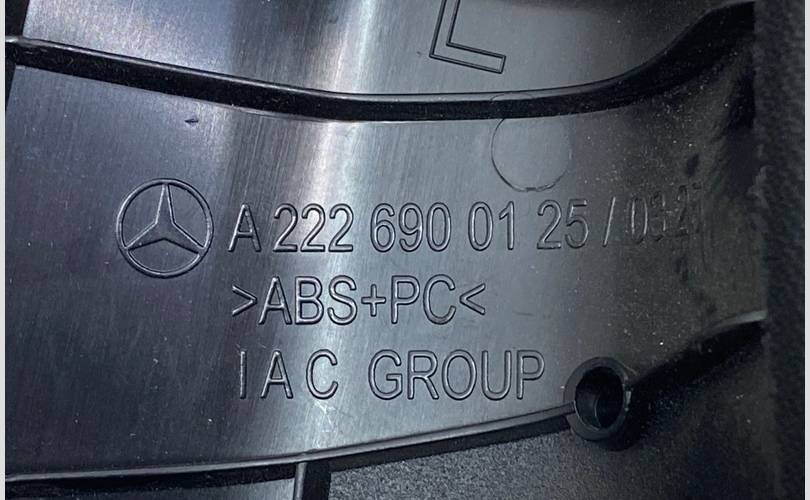 L
A 222 690 01 25 /
>ABS+PC<
IAC GROUP